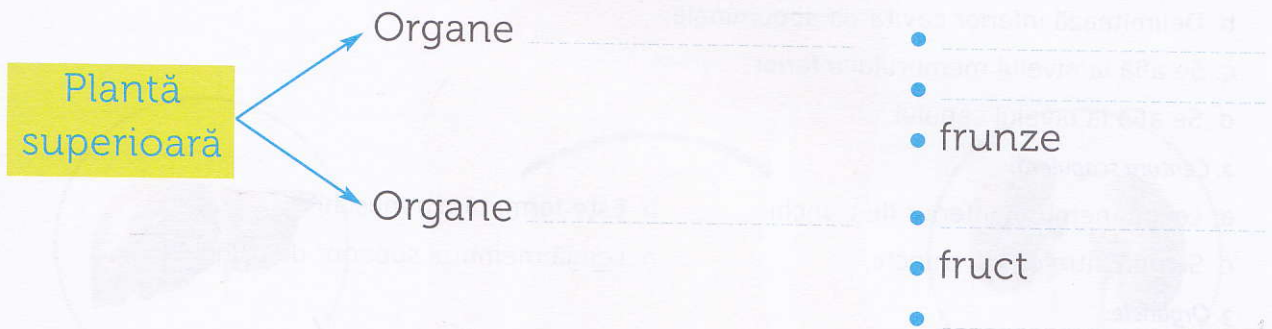 Organe
Plantă
superioară
• frunze
Organe
• fruct